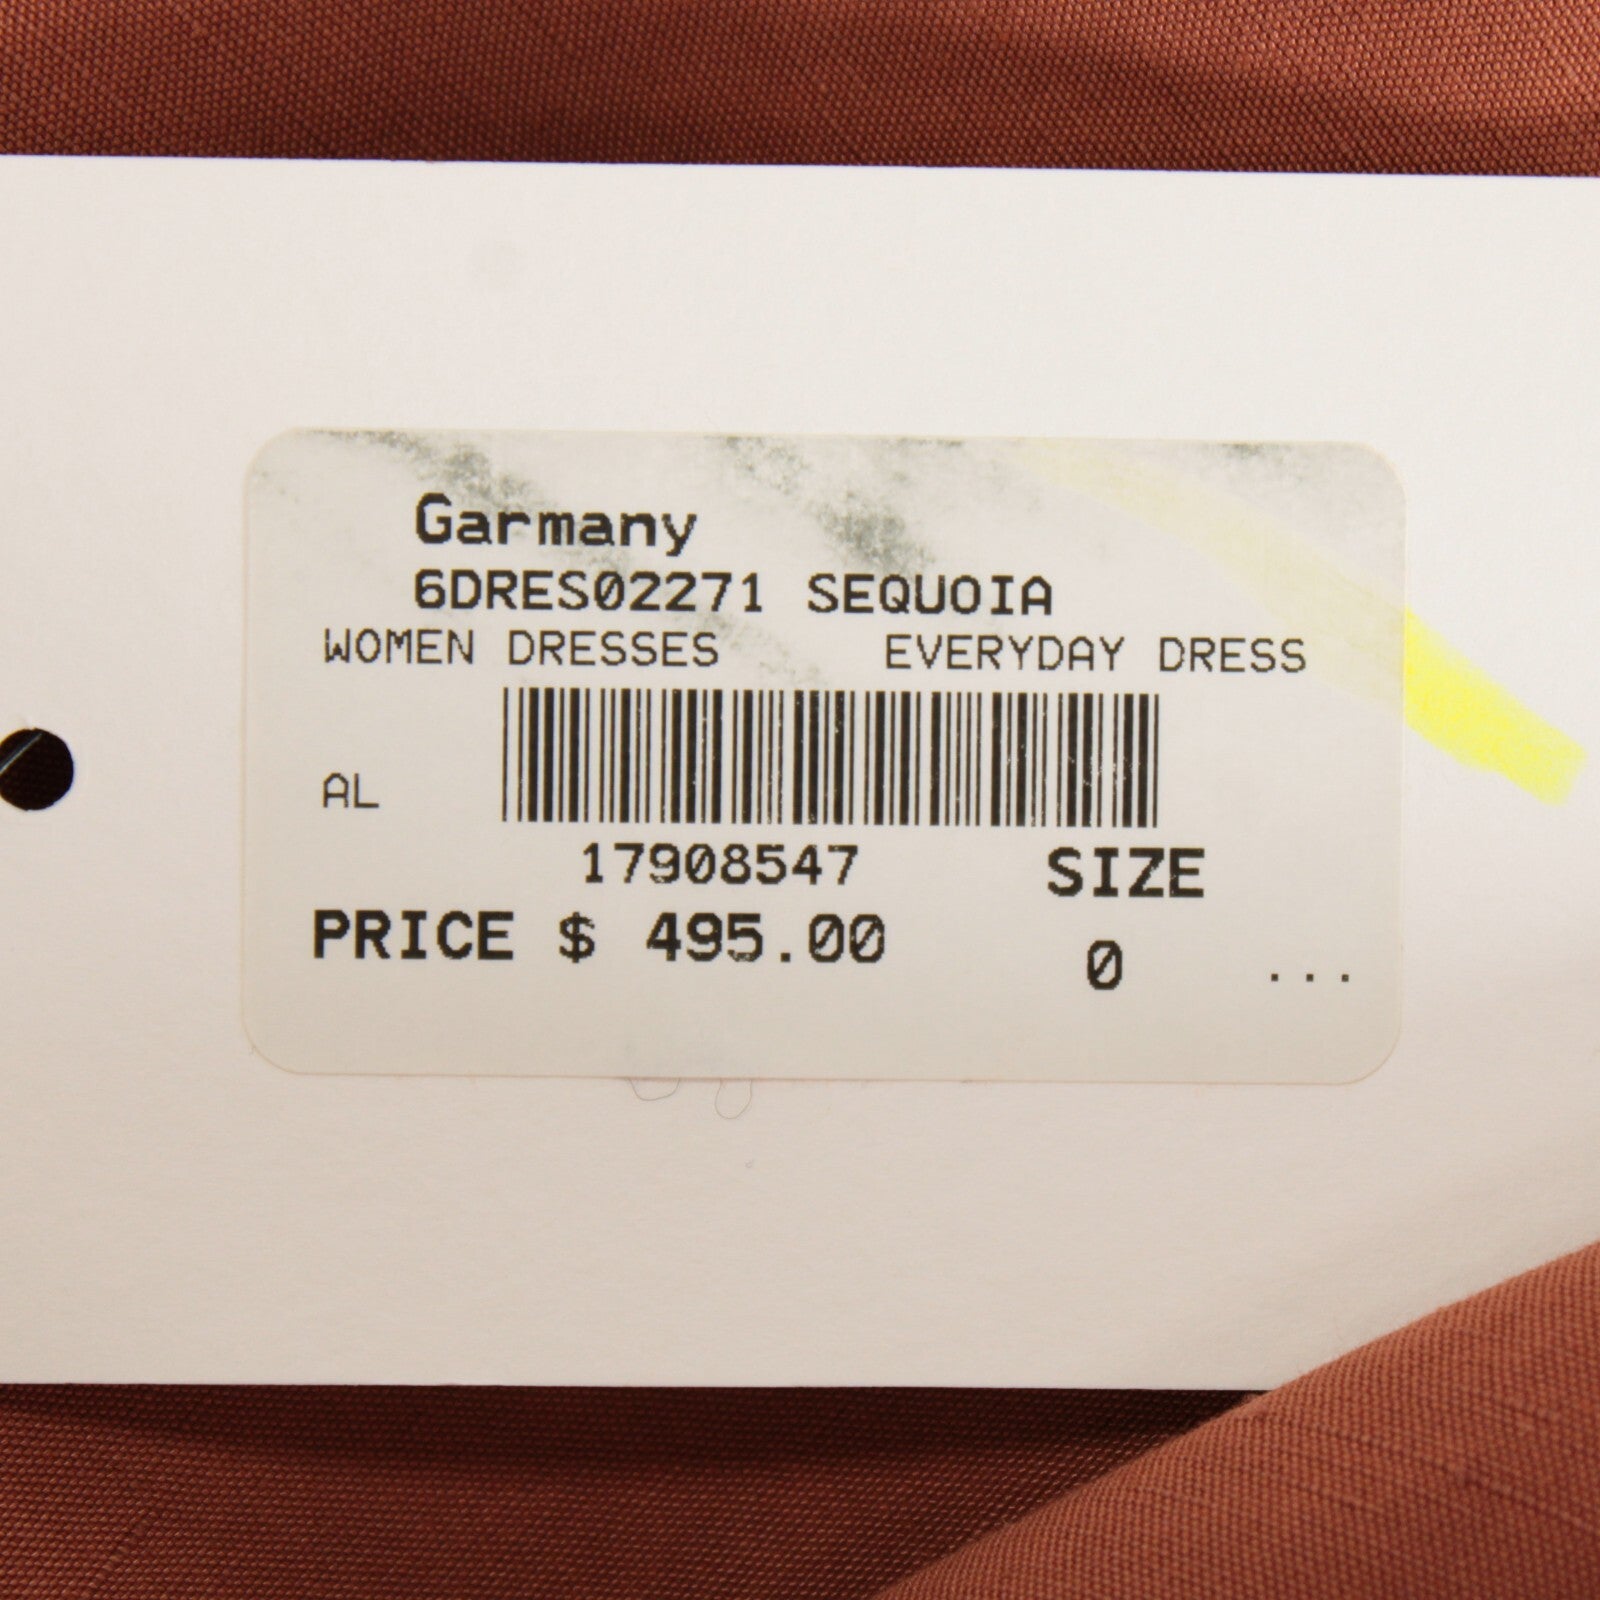 Garmany
6DRES02271 SEQUOIA
WOMEN DRESSES EVERYDAY DRESS
AL
17908547 SIZE
PRICE $ 495.00 0 ...